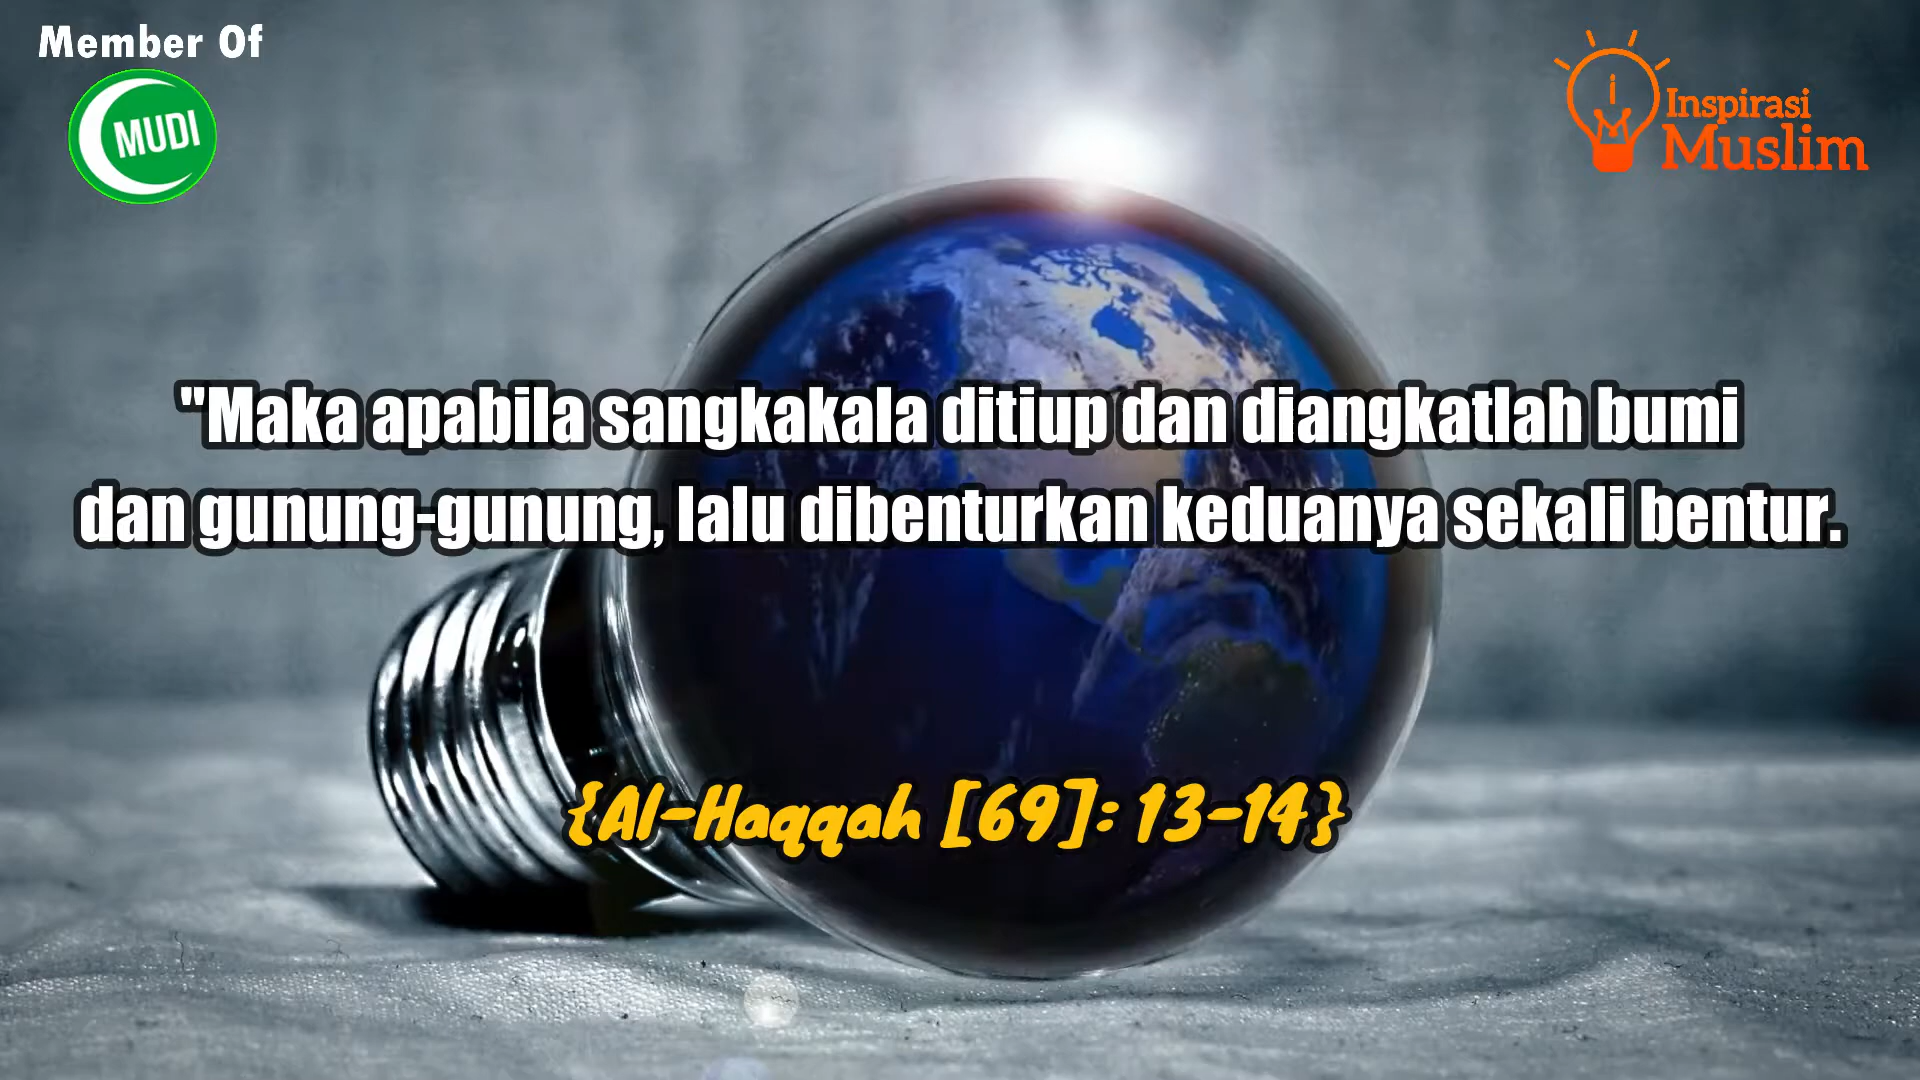 Member Of
MUDI
Inspirasi
Muslim
"Maka apabila sangkakala ditiup dan diangkatlah bumi
dan gunung-gunung, lalu dibenturkan keduanya sekali bentur.
{Al-Haqqah [69]: 13-14}